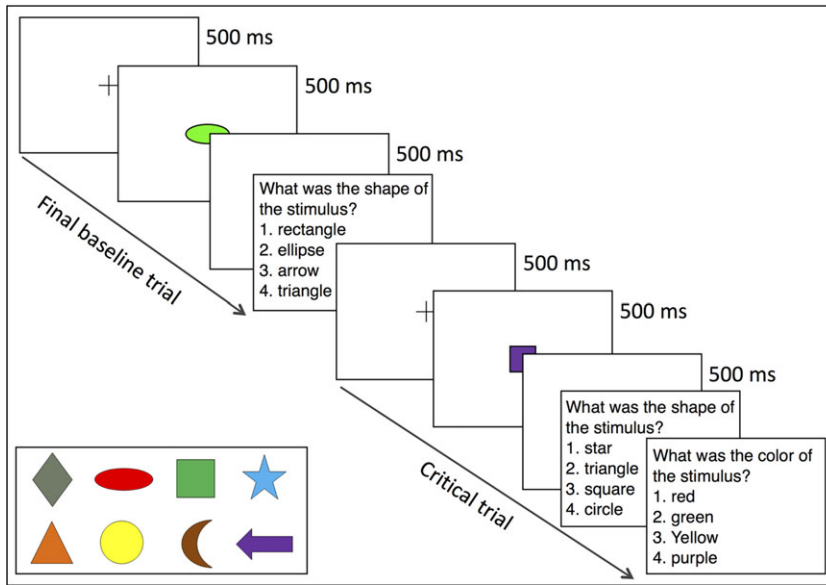 500 ms
500 ms
500 ms
What was the shape of
the stimulus?
1. rectangle
2. ellipse
3. arrow
4. triangle
Final baseline trial
500 ms
500 ms
500 ms
What was the shape of
the stimulus?
1. star
2. triangle
3. square
4. circle
What was the color of
the stimulus?
1. red
2. green
3. Yellow
4. purple
Critical trial